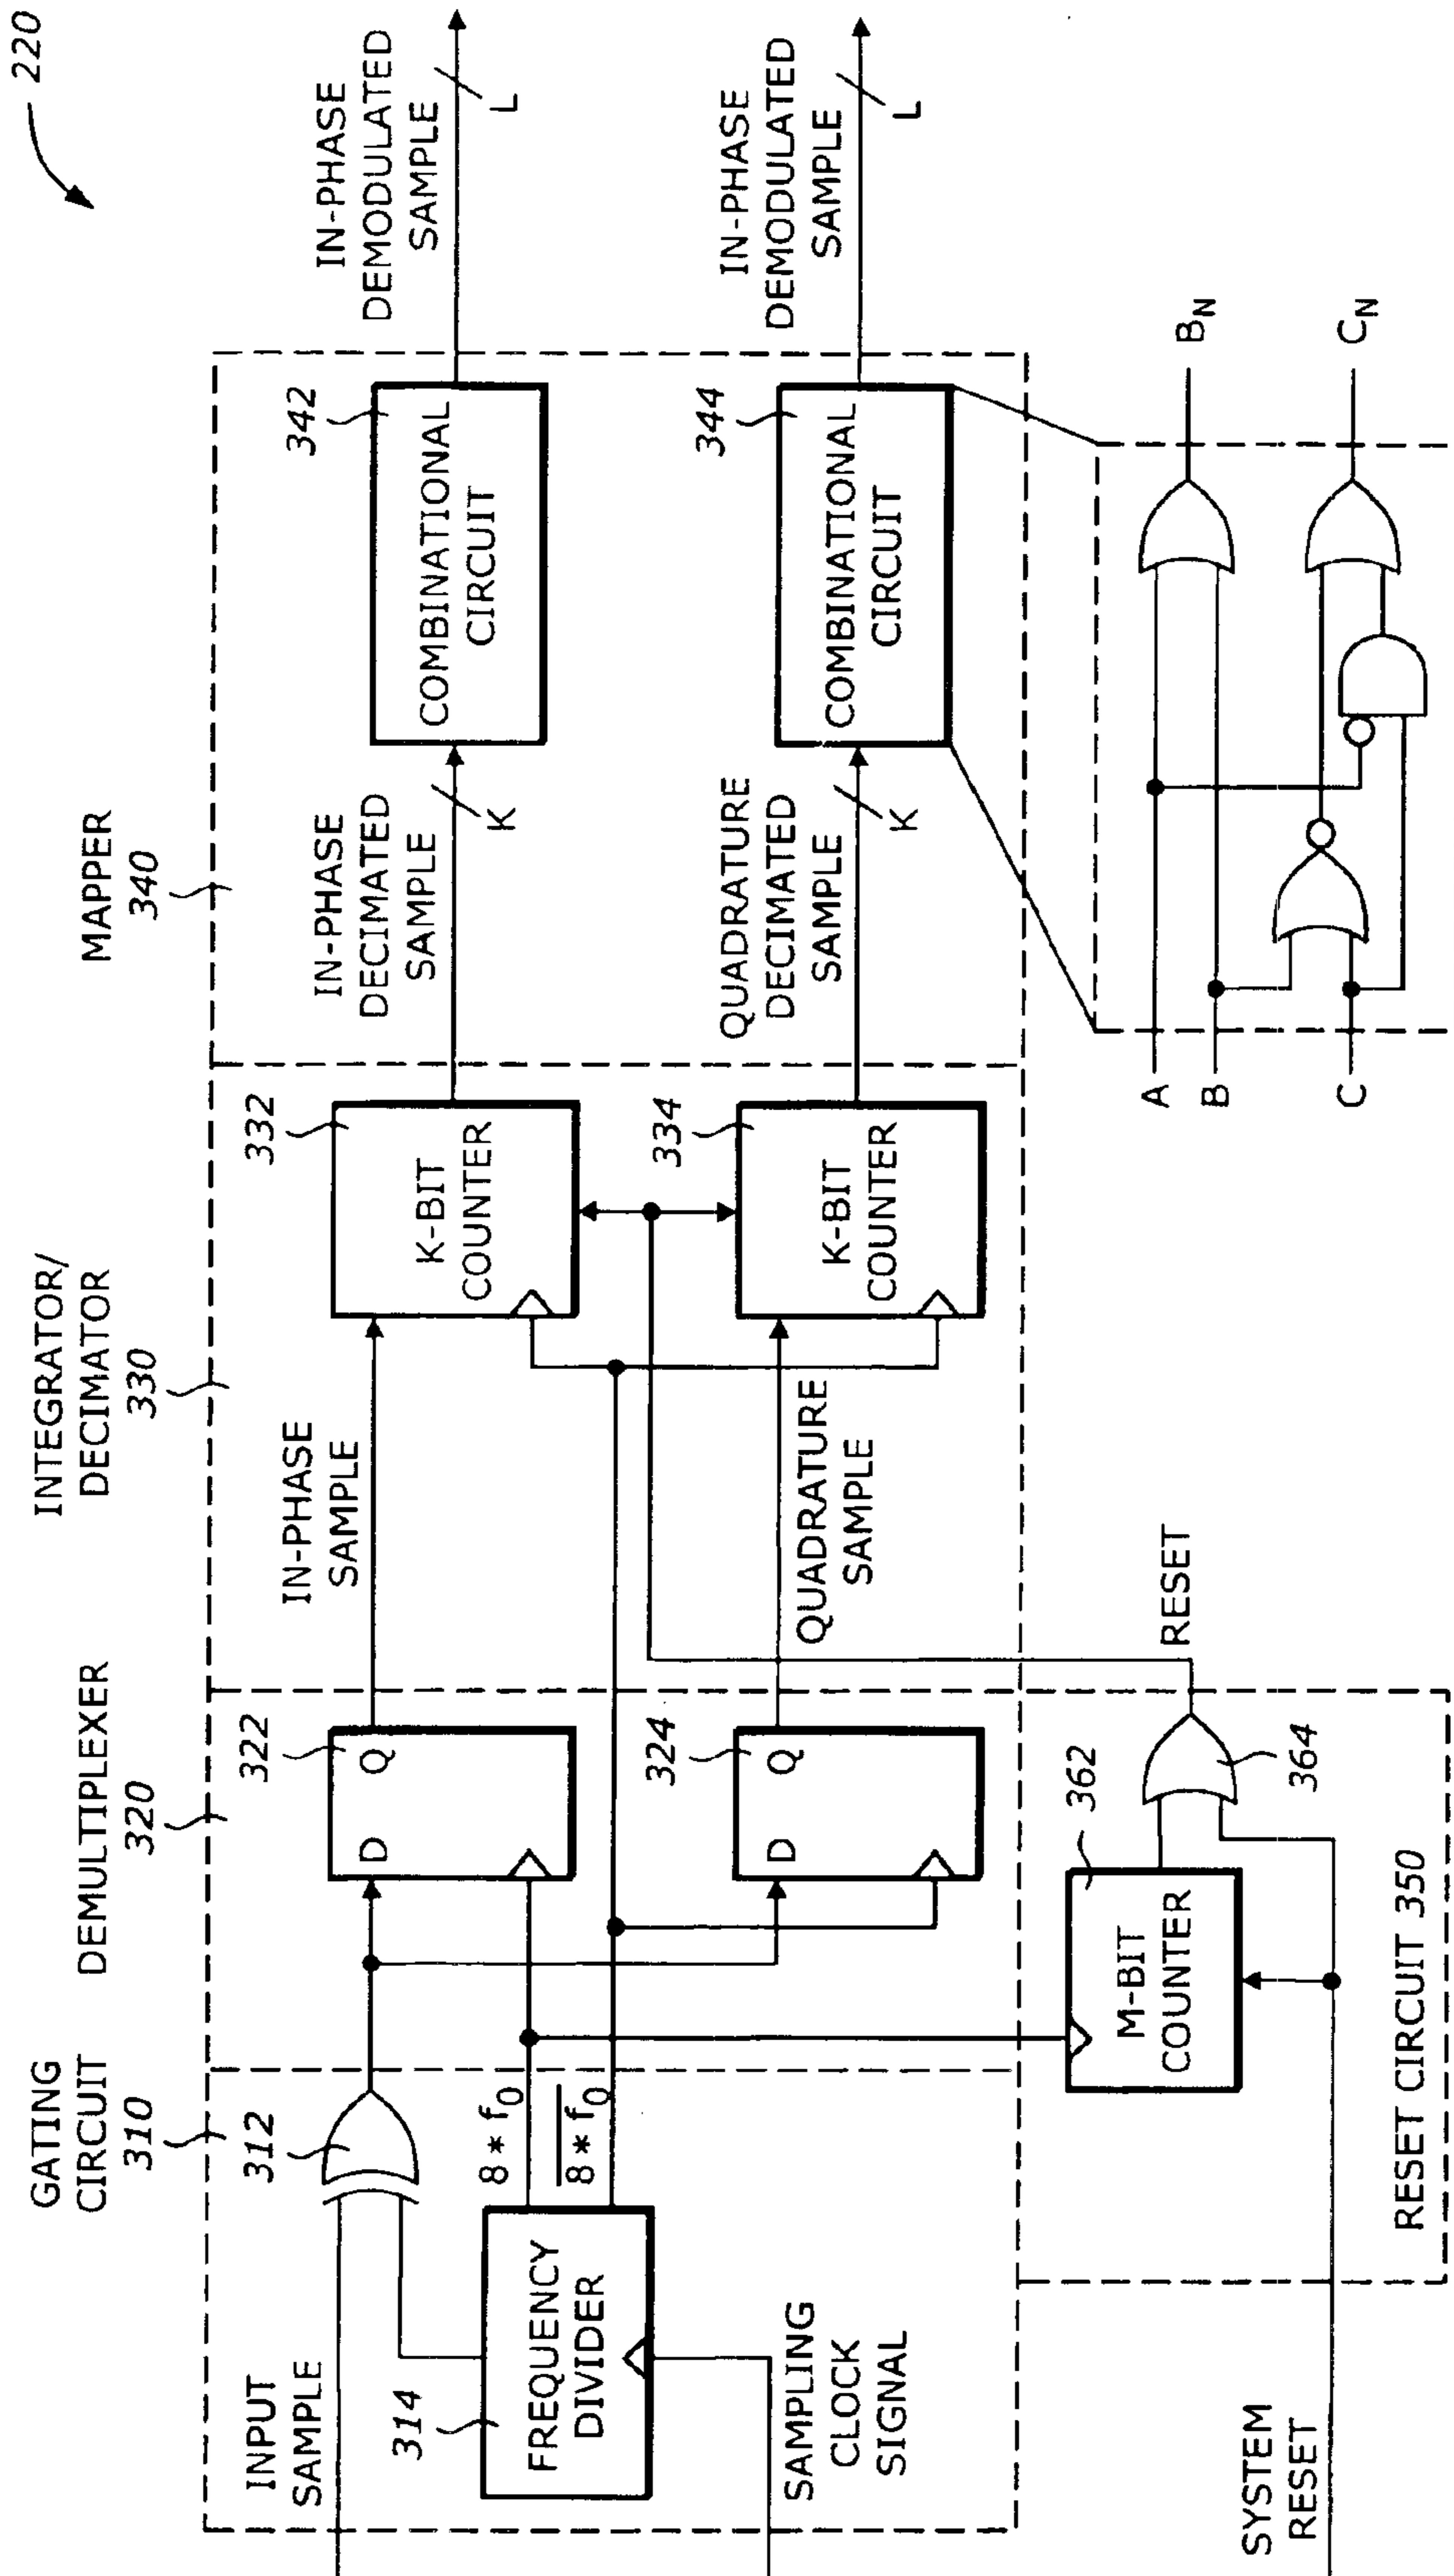 220
GATING
CIRCUIT
310
DEMULTIPLEXER
320
INTEGRATOR/
DECIMATOR
330
MAPPER
340
INPUT
SAMPLE
312
314
FREQUENCY
DIVIDER
8 * f0
8 * f0
SAMPLING
CLOCK
SIGNAL
322
D Q
324
D Q
IN-PHASE
SAMPLE
QUADRATURE
SAMPLE
332
K-BIT
COUNTER
334
K-BIT
COUNTER
IN-PHASE
DECIMATED
SAMPLE
K
QUADRATURE
DECIMATED
SAMPLE
K
342
COMBINATIONAL
CIRCUIT
344
COMBINATIONAL
CIRCUIT
IN-PHASE
DEMODULATED
SAMPLE
L
IN-PHASE
DEMODULATED
SAMPLE
L
SYSTEM
RESET
362
M-BIT
COUNTER
364
RESET
RESET CIRCUIT 350
A
B
C
BN
CN